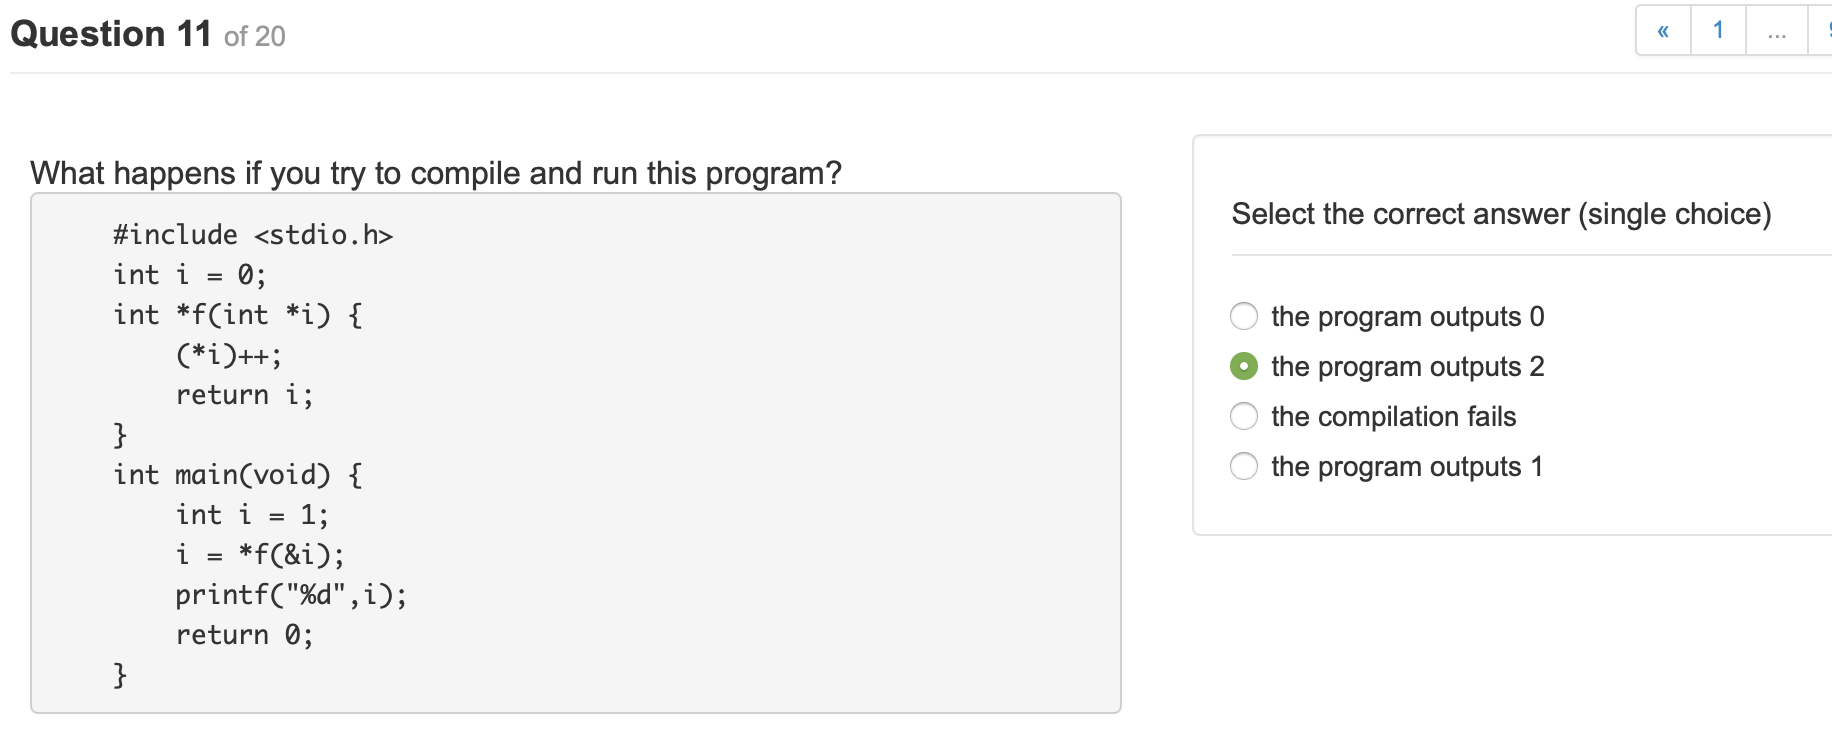 Question 11 of 20
« 1 ...
What happens if you try to compile and run this program?
#include <stdio.h>
int i = 0;
int *f(int *i) {
    (*i)++;
    return i;
}
int main(void) {
    int i = 1;
    i = *f(&i);
    printf("%d",i);
    return 0;
}
Select the correct answer (single choice)
the program outputs 0
the program outputs 2
the compilation fails
the program outputs 1